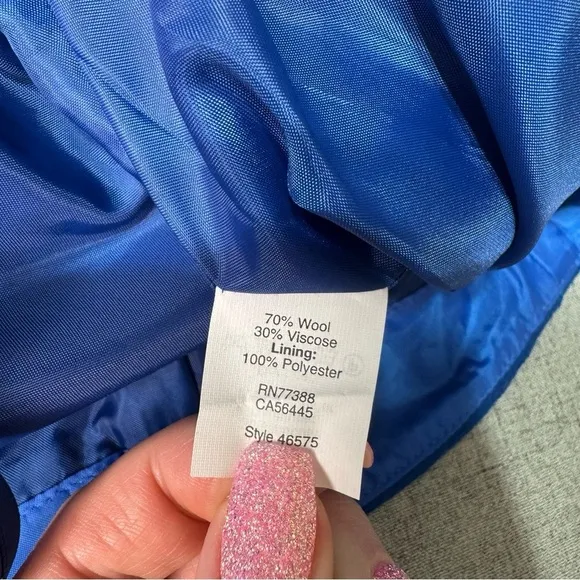 70% Wool
30% Viscose
Lining:
100% Polyester
RN77388
CA56445
Style 46575